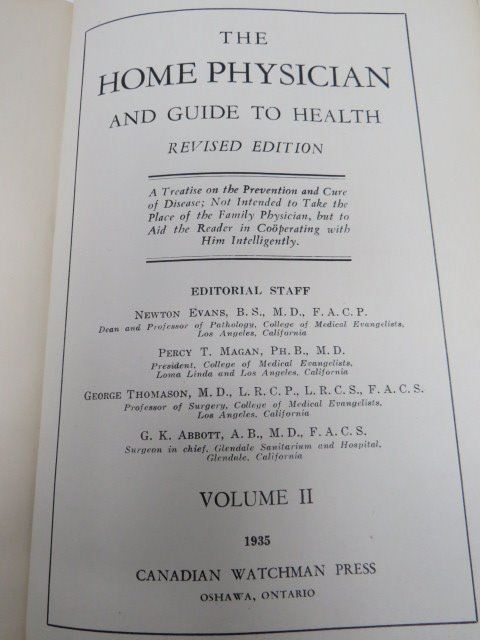 THE
HOME PHYSICIAN
AND GUIDE TO HEALTH
REVISED EDITION
A Treatise on the Prevention and Cure
of Disease; Not Intended to Take the
Place of the Family Physician, but to
Aid the Reader in Coöperating with
Him Intelligently.
EDITORIAL STAFF
NEWTON EVANS, B.S., M.D., F.A.C.P.
Dean and Professor of Pathology, College of Medical Evangelists,
Los Angeles, California
PERCY T. MAGAN, PH.B., M.D.
President, College of Medical Evangelists,
Loma Linda and Los Angeles, California
GEORGE THOMASON, M.D., L.R.C.P., L.R.C.S., F.A.C.S.
Professor of Surgery, College of Medical Evangelists,
Los Angeles, California
G. K. ABBOTT, A.B., M.D., F.A.C.S.
Surgeon in chief, Glendale Sanitarium and Hospital,
Glendale, California
VOLUME II
1935
CANADIAN WATCHMAN PRESS
OSHAWA, ONTARIO